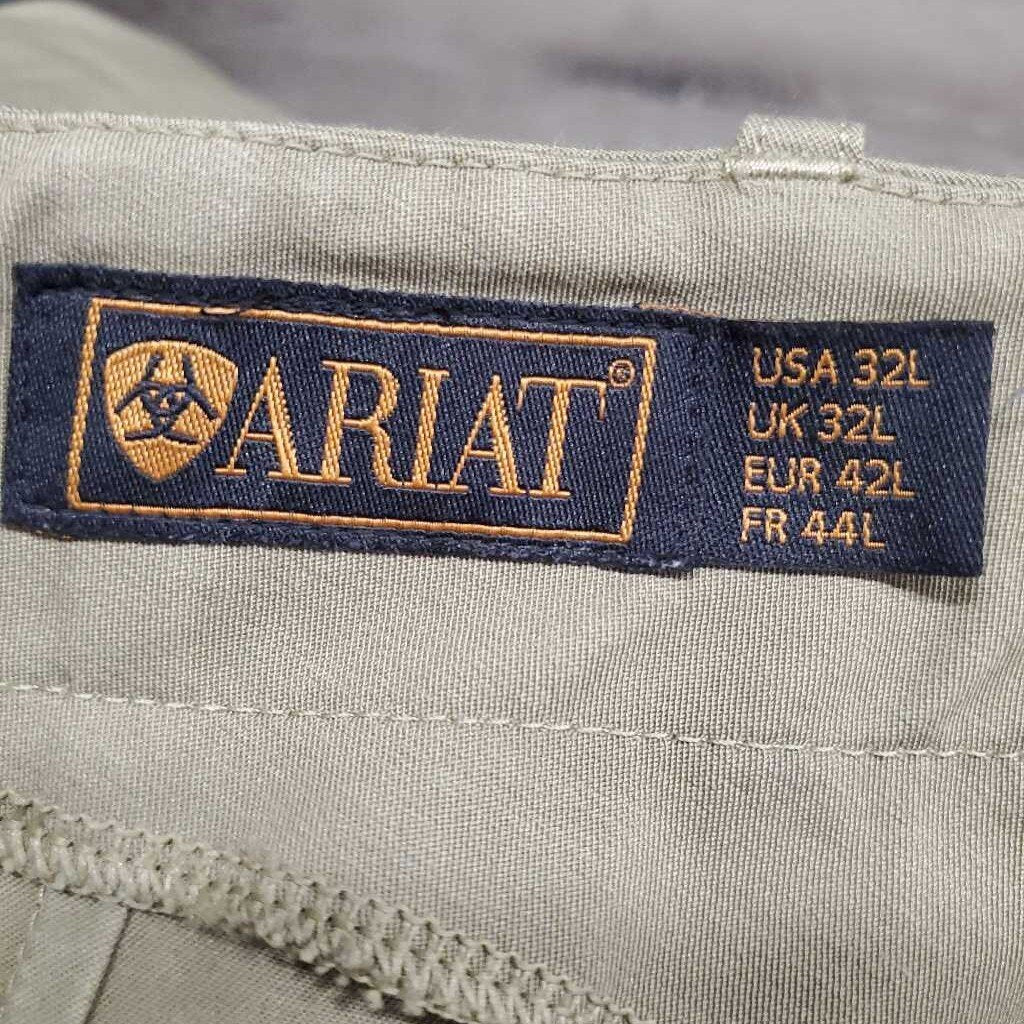 ARIAT®
USA 32L
UK 32L
EUR 42L
FR 44L